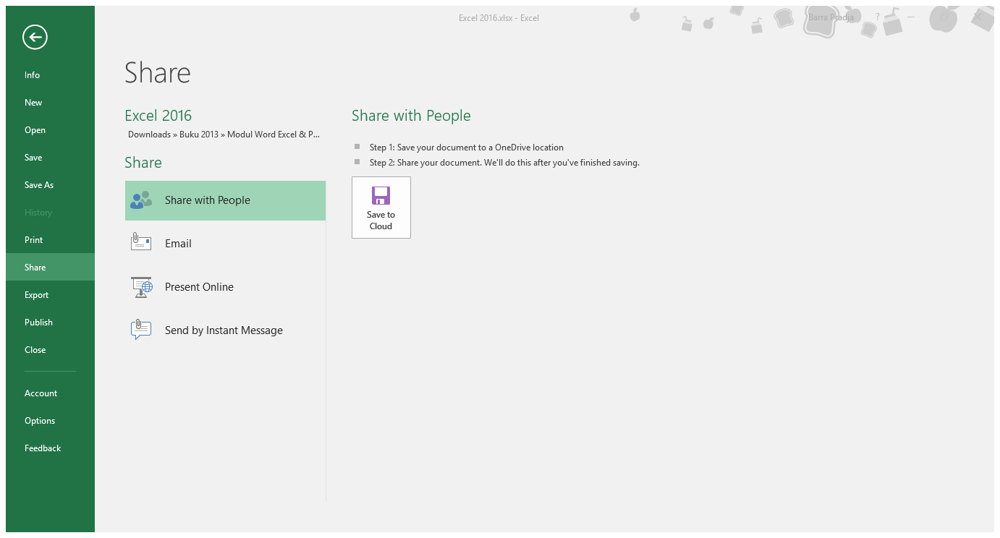 Excel 2016.xlsx - Excel
Barra Pradja
?
Info
New
Open
Save
Save As
History
Print
Share
Export
Publish
Close
Account
Options
Feedback
Share
Excel 2016
Downloads » Buku 2013 » Modul Word Excel & P...
Share
Share with People
Email
Present Online
Send by Instant Message
Share with People
Step 1: Save your document to a OneDrive location
Step 2: Share your document. We'll do this after you've finished saving.
Save to
Cloud